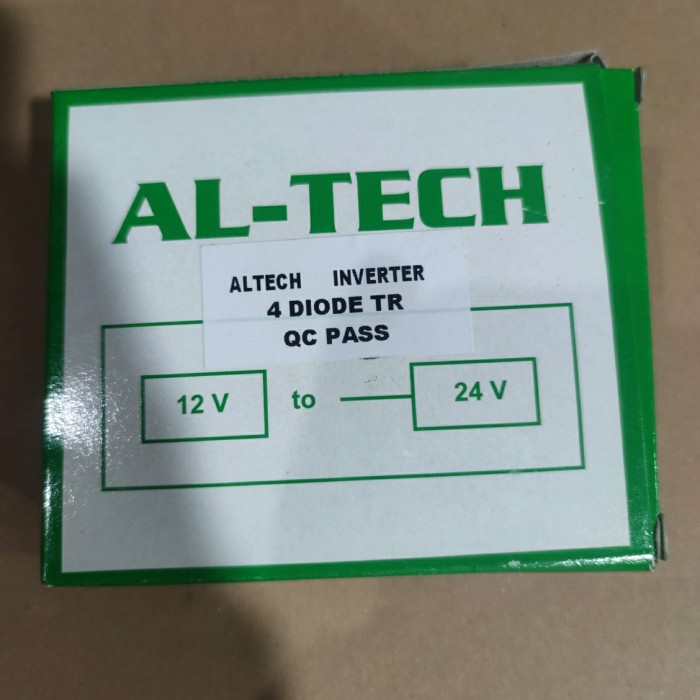 AL-TECH
ALTECH INVERTER
4 DIODE TR
QC PASS
12 V to 24 V